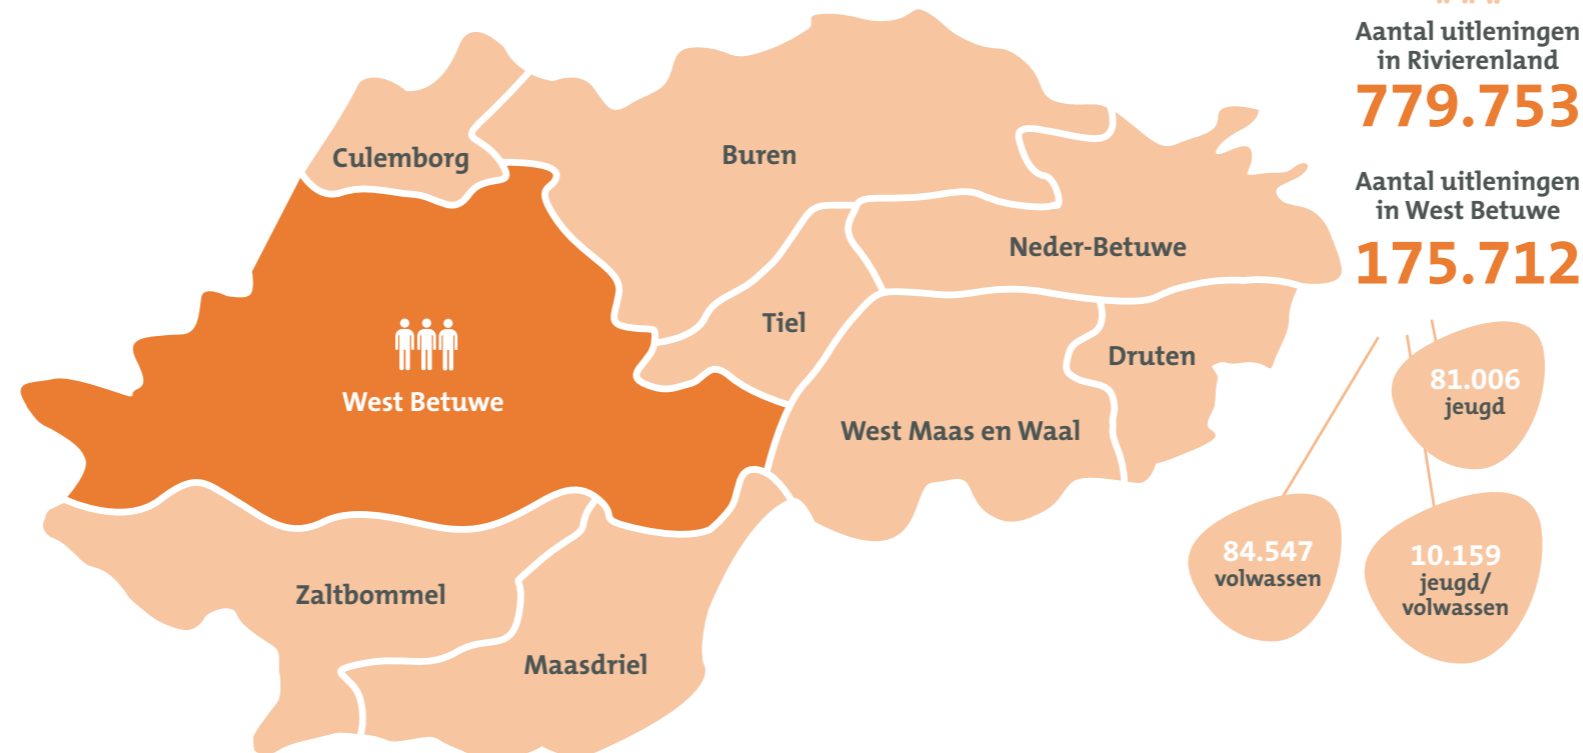 Aantal uitleningen
in Rivierenland
779.753
Aantal uitleningen
in West Betuwe
175.712
81.006
jeugd
84.547
volwassen
10.159
jeugd/
volwassen
Culemborg
Buren
Neder-Betuwe
Tiel
Druten
West Betuwe
West Maas en Waal
Zaltbommel
Maasdriel